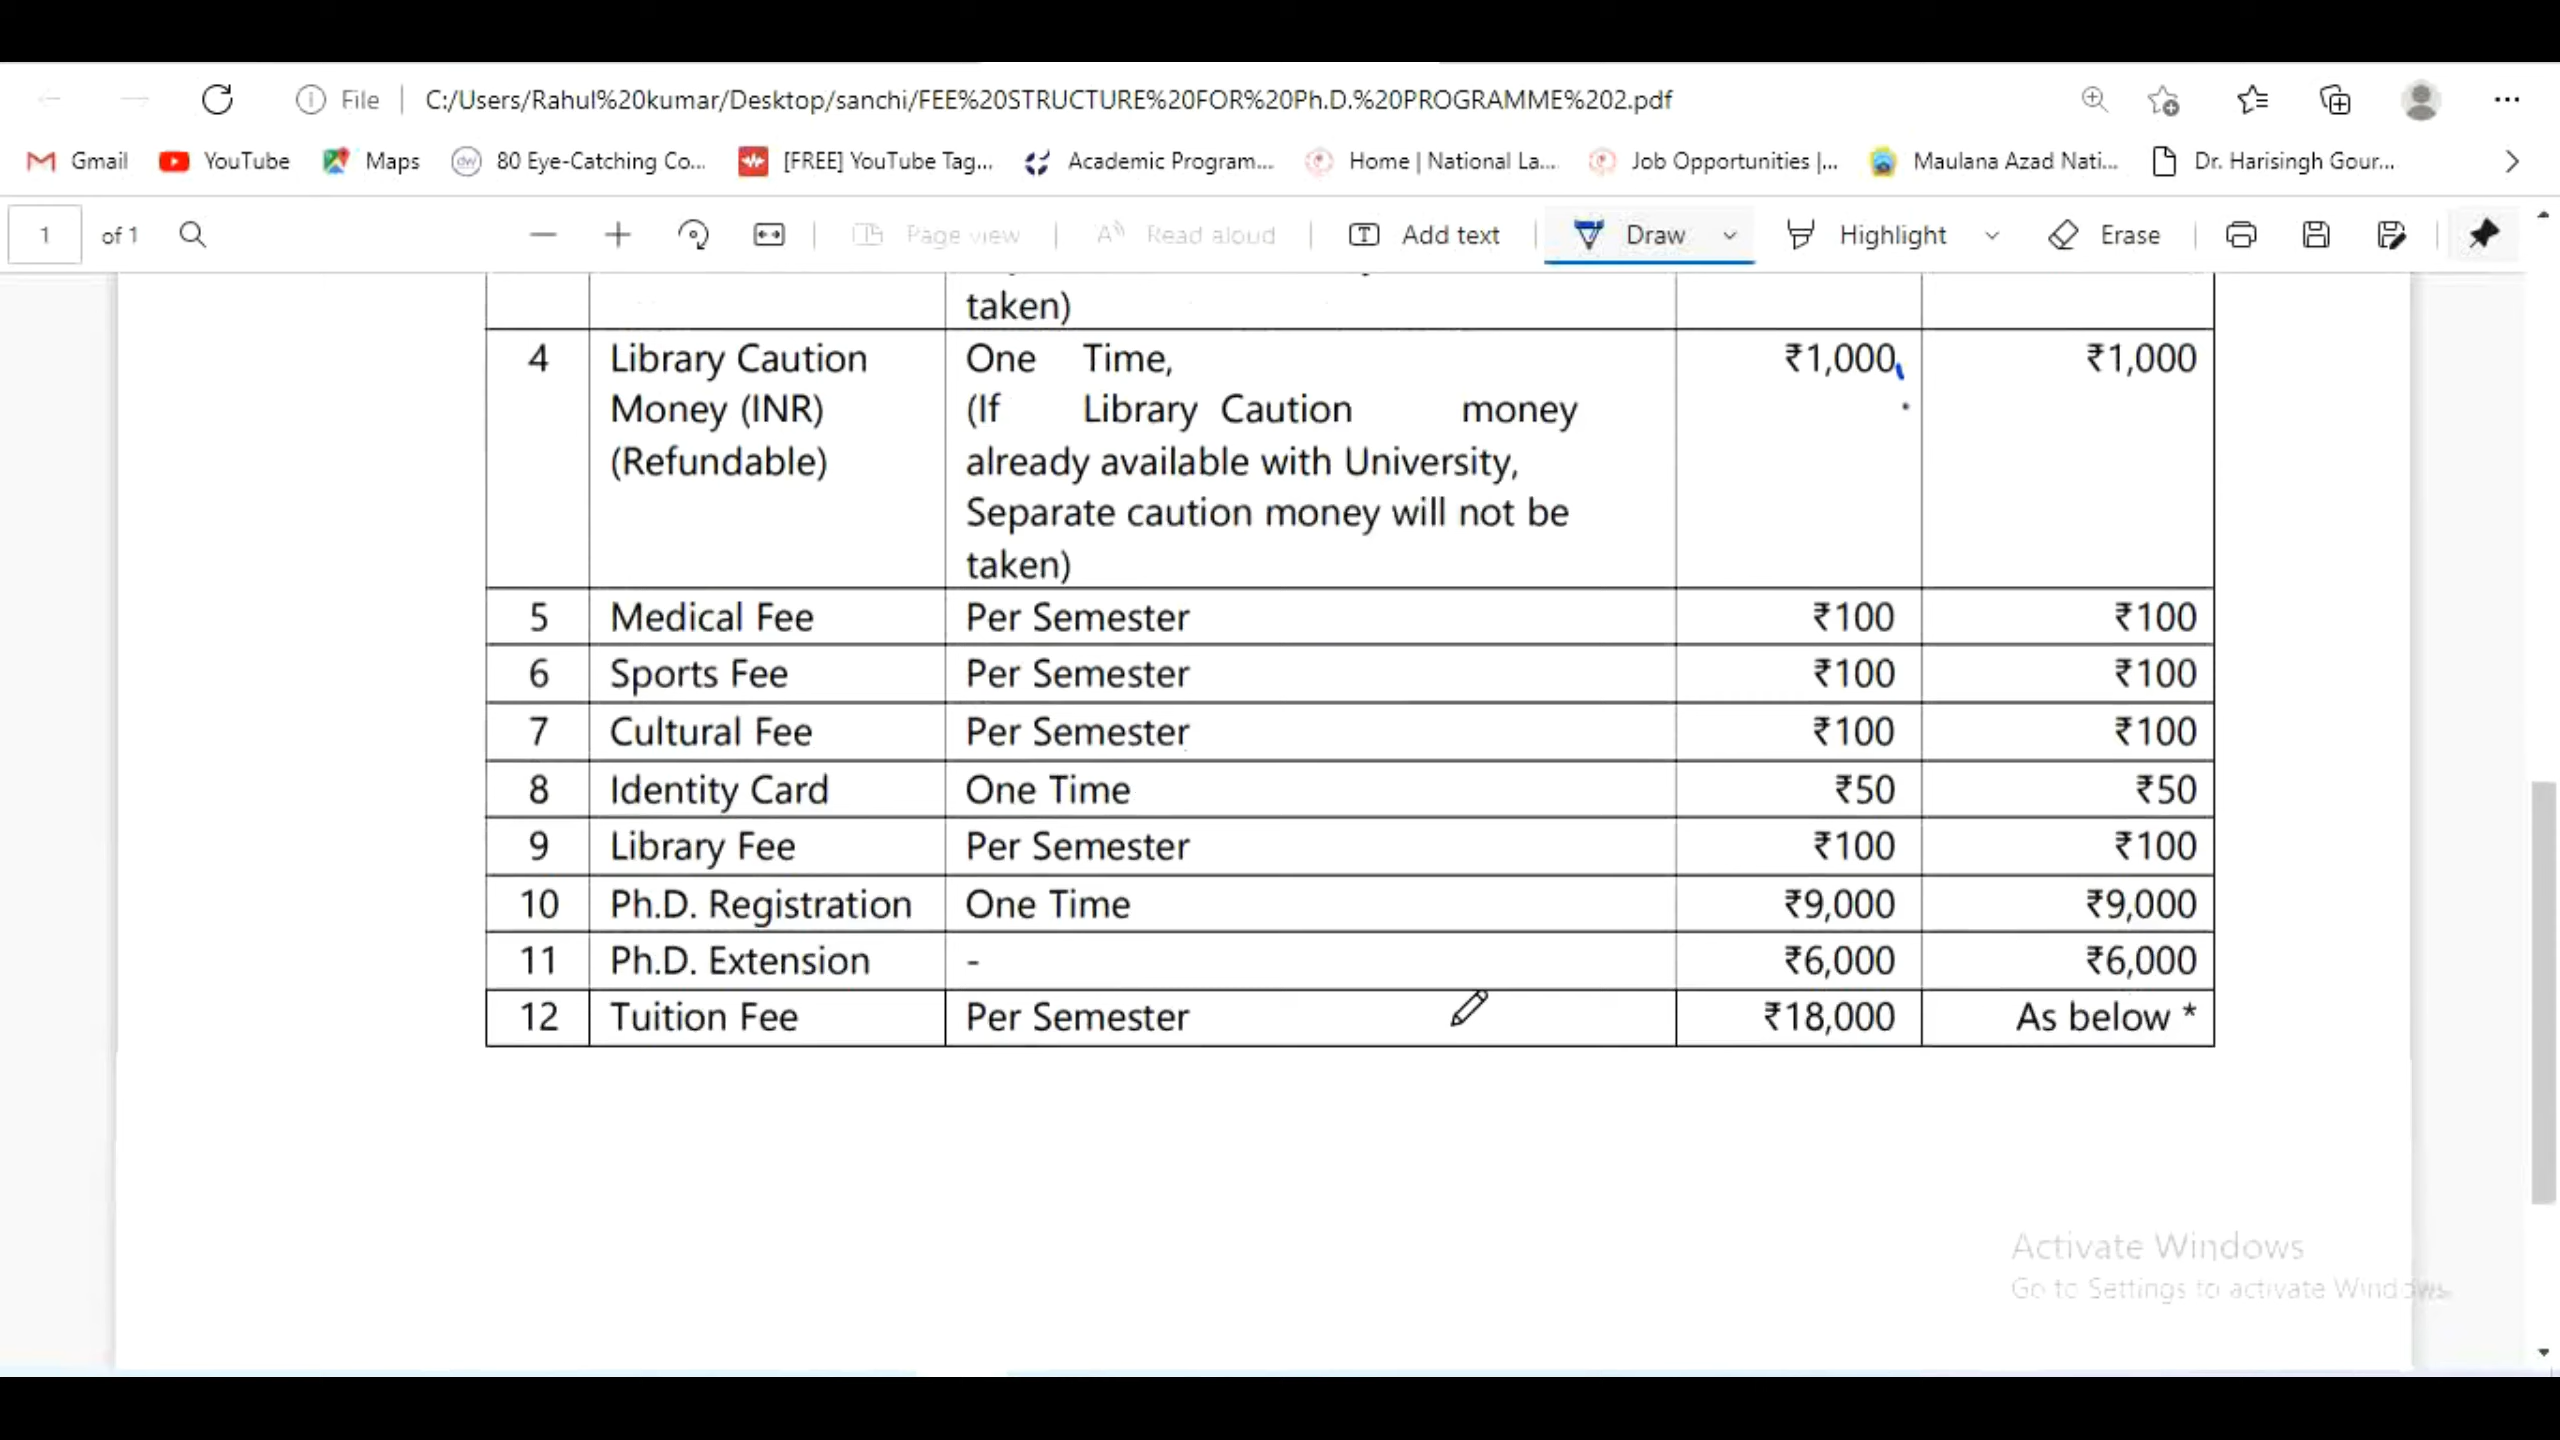 File C:/Users/Rahul%20kumar/Desktop/sanchi/FEE%20STRUCTURE%20FOR%20Ph.D.%20PROGRAMME%202.pdf
Gmail YouTube Maps 80 Eye-Catching Co... [FREE] YouTube Tag... Academic Program... Home | National La... Job Opportunities |... Maulana Azad Nati... Dr. Harisingh Gour...
1 of 1 Page view Read aloud Add text Draw Highlight Erase
taken)
4 Library Caution One Time, ₹1,000 ₹1,000
Money (INR) (If Library Caution money
(Refundable) already available with University,
Separate caution money will not be
taken)
5 Medical Fee Per Semester ₹100 ₹100
6 Sports Fee Per Semester ₹100 ₹100
7 Cultural Fee Per Semester ₹100 ₹100
8 Identity Card One Time ₹50 ₹50
9 Library Fee Per Semester ₹100 ₹100
10 Ph.D. Registration One Time ₹9,000 ₹9,000
11 Ph.D. Extension - ₹6,000 ₹6,000
12 Tuition Fee Per Semester ₹18,000 As below *
Activate Windows
Go to Settings to activate Windows.